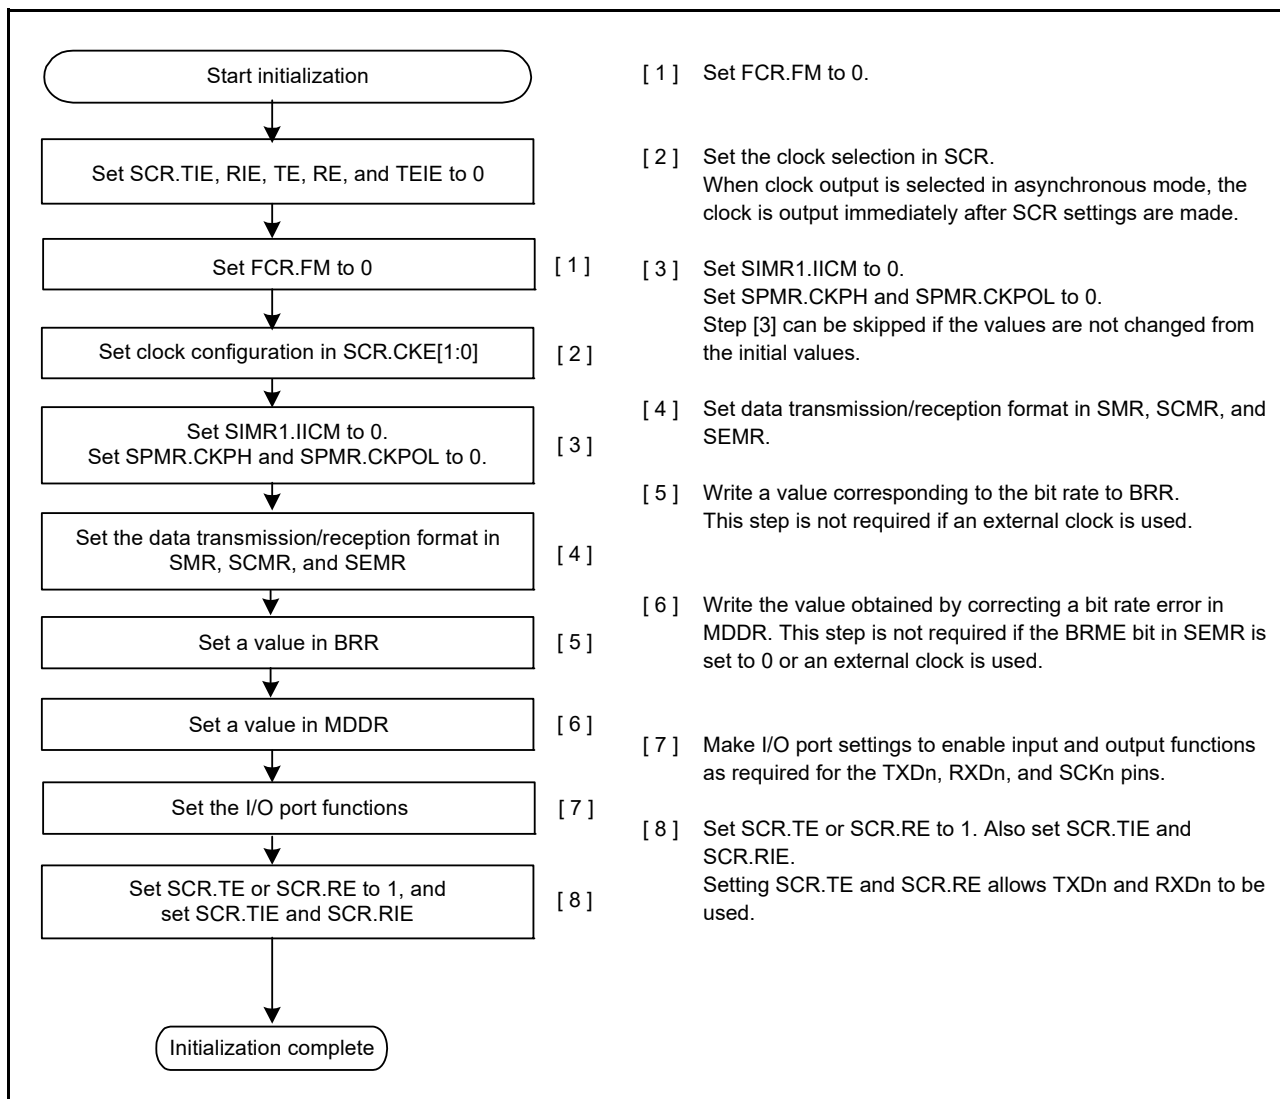 Start initialization
Set SCR.TIE, RIE, TE, RE, and TEIE to 0
Set FCR.FM to 0
[ 1 ]
Set clock configuration in SCR.CKE[1:0]
[ 2 ]
Set SIMR1.IICM to 0.
Set SPMR.CKPH and SPMR.CKPOL to 0.
[ 3 ]
Set the data transmission/reception format in
SMR, SCMR, and SEMR
[ 4 ]
Set a value in BRR
[ 5 ]
Set a value in MDDR
[ 6 ]
Set the I/O port functions
[ 7 ]
Set SCR.TE or SCR.RE to 1, and
set SCR.TIE and SCR.RIE
[ 8 ]
Initialization complete
[ 1 ] Set FCR.FM to 0.
[ 2 ] Set the clock selection in SCR.
When clock output is selected in asynchronous mode, the
clock is output immediately after SCR settings are made.
[ 3 ] Set SIMR1.IICM to 0.
Set SPMR.CKPH and SPMR.CKPOL to 0.
Step [3] can be skipped if the values are not changed from
the initial values.
[ 4 ] Set data transmission/reception format in SMR, SCMR, and
SEMR.
[ 5 ] Write a value corresponding to the bit rate to BRR.
This step is not required if an external clock is used.
[ 6 ] Write the value obtained by correcting a bit rate error in
MDDR. This step is not required if the BRME bit in SEMR is
set to 0 or an external clock is used.
[ 7 ] Make I/O port settings to enable input and output functions
as required for the TXDn, RXDn, and SCKn pins.
[ 8 ] Set SCR.TE or SCR.RE to 1. Also set SCR.TIE and
SCR.RIE.
Setting SCR.TE and SCR.RE allows TXDn and RXDn to be
used.